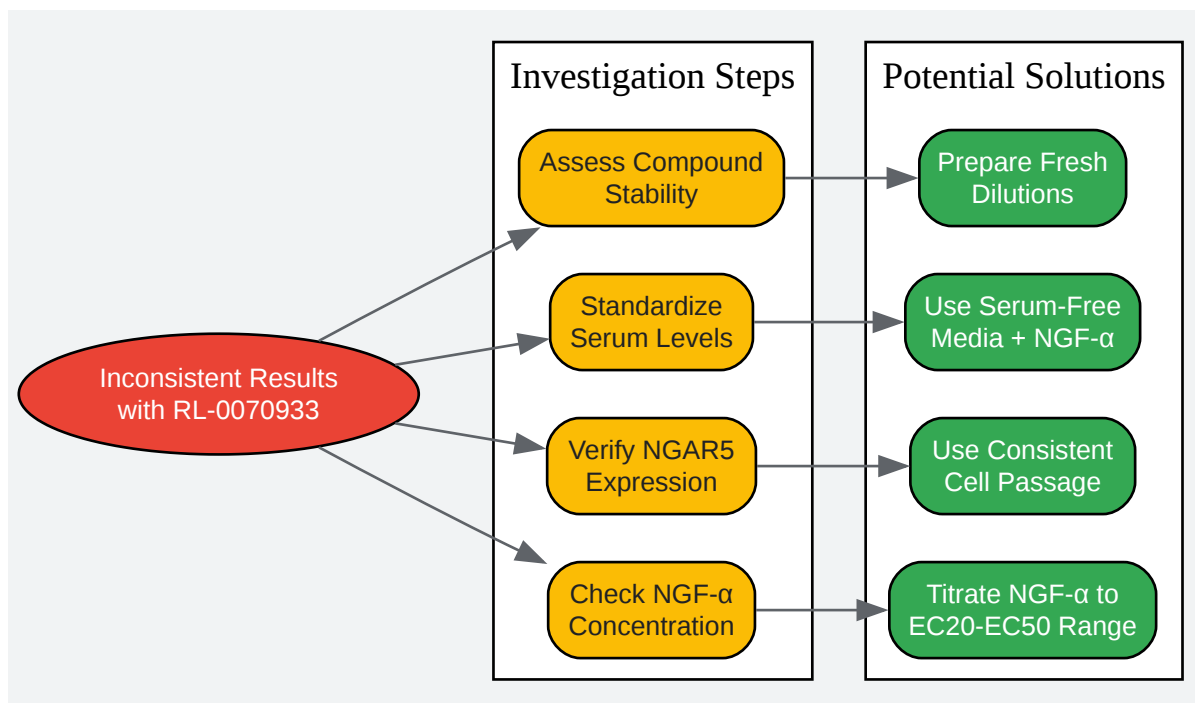 Investigation Steps
Potential Solutions
Assess Compound
Stability
Prepare Fresh
Dilutions
Standardize
Serum Levels
Use Serum-Free
Media + NGF-α
Inconsistent Results
with RL-0070933
Verify NGAR5
Expression
Use Consistent
Cell Passage
Check NGF-α
Concentration
Titrate NGF-α to
EC20-EC50 Range